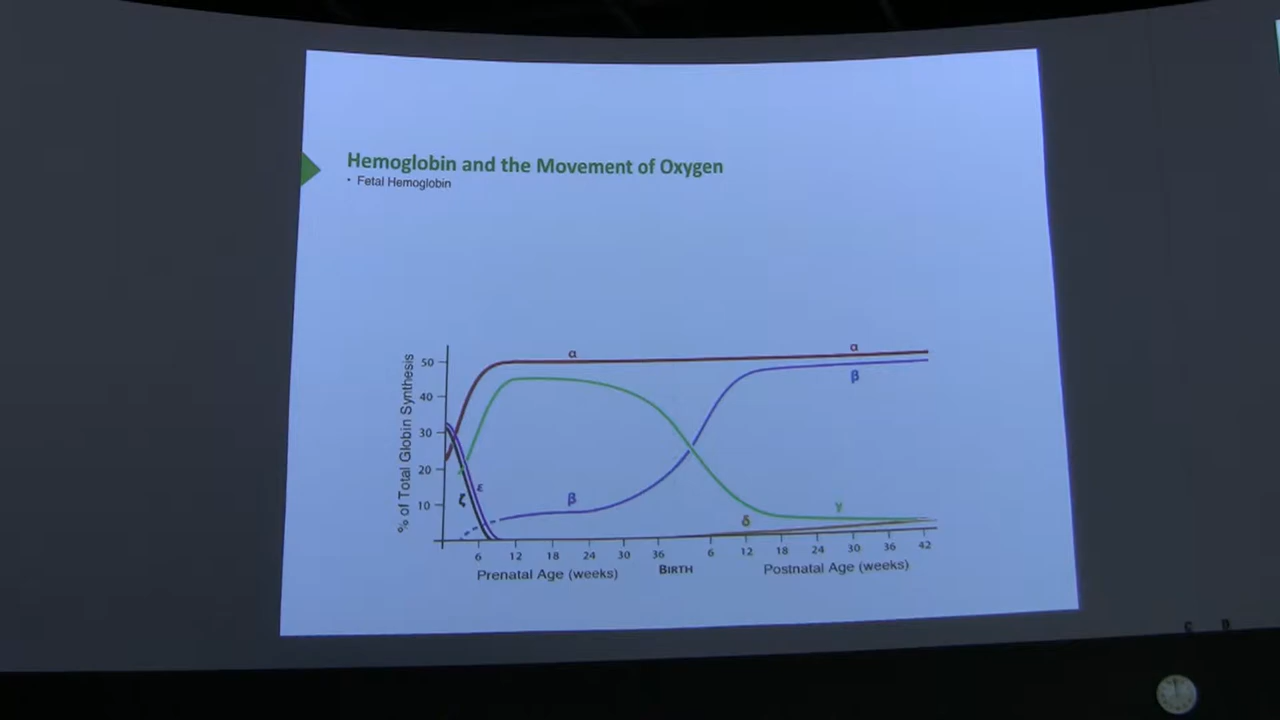 Hemoglobin and the Movement of Oxygen
• Fetal Hemoglobin
% of Total Globin Synthesis
50
40
30
20
10
α
α
β
ζ
ε
β
δ
γ
6 12 18 24 30 36 6 12 18 24 30 36 42
Prenatal Age (weeks) BIRTH Postnatal Age (weeks)
C D